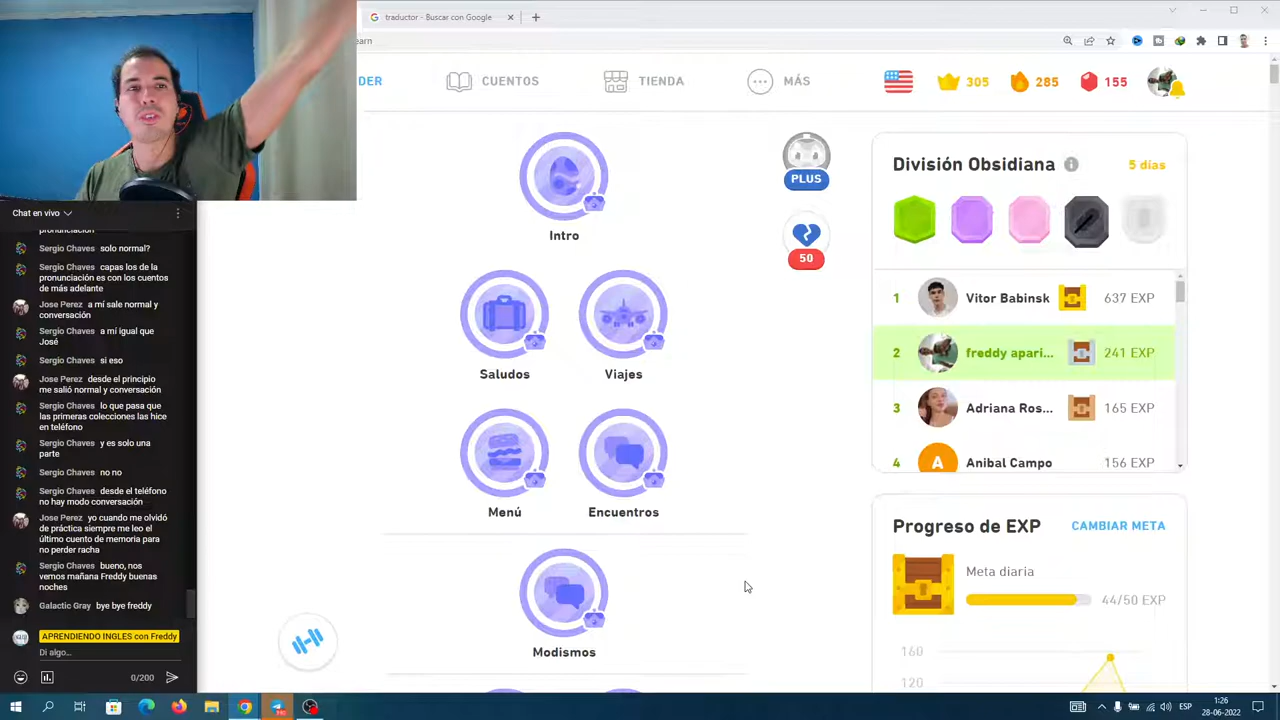 traductor - Buscar con Google
earn
DER
CUENTOS
TIENDA
MÁS
305
285
155
Chat en vivo
pronunciación
Sergio Chaves solo normal?
Sergio Chaves capas los de la
pronunciación es con los cuentos
de más adelante
Jose Perez a mí sale normal y
conversación
Sergio Chaves a mí igual que
José
Sergio Chaves si eso
Jose Perez desde el principio
me salió normal y conversación
Sergio Chaves lo que pasa que
las primeras colecciones las hice
en teléfono
Sergio Chaves y es solo una
parte
Sergio Chaves no no
Sergio Chaves desde el teléfono
no hay modo conversación
Jose Perez yo cuando me olvidó
de práctica siempre me leo el
último cuento de memoria para
no perder racha
Sergio Chaves bueno, nos
vemos mañana Freddy buenas
noches
Galactic Gray bye bye freddy
APRENDIENDO INGLES con Freddy
Di algo...
0/200
Intro
Saludos
Viajes
Menú
Encuentros
Modismos
PLUS
50
División Obsidiana
5 días
1 Vitor Babinsk 637 EXP
2 freddy apari... 241 EXP
3 Adriana Ros... 165 EXP
4 A Anibal Campo 156 EXP
Progreso de EXP
CAMBIAR META
Meta diaria
44/50 EXP
160
120
ESP
1:26
28-06-2022